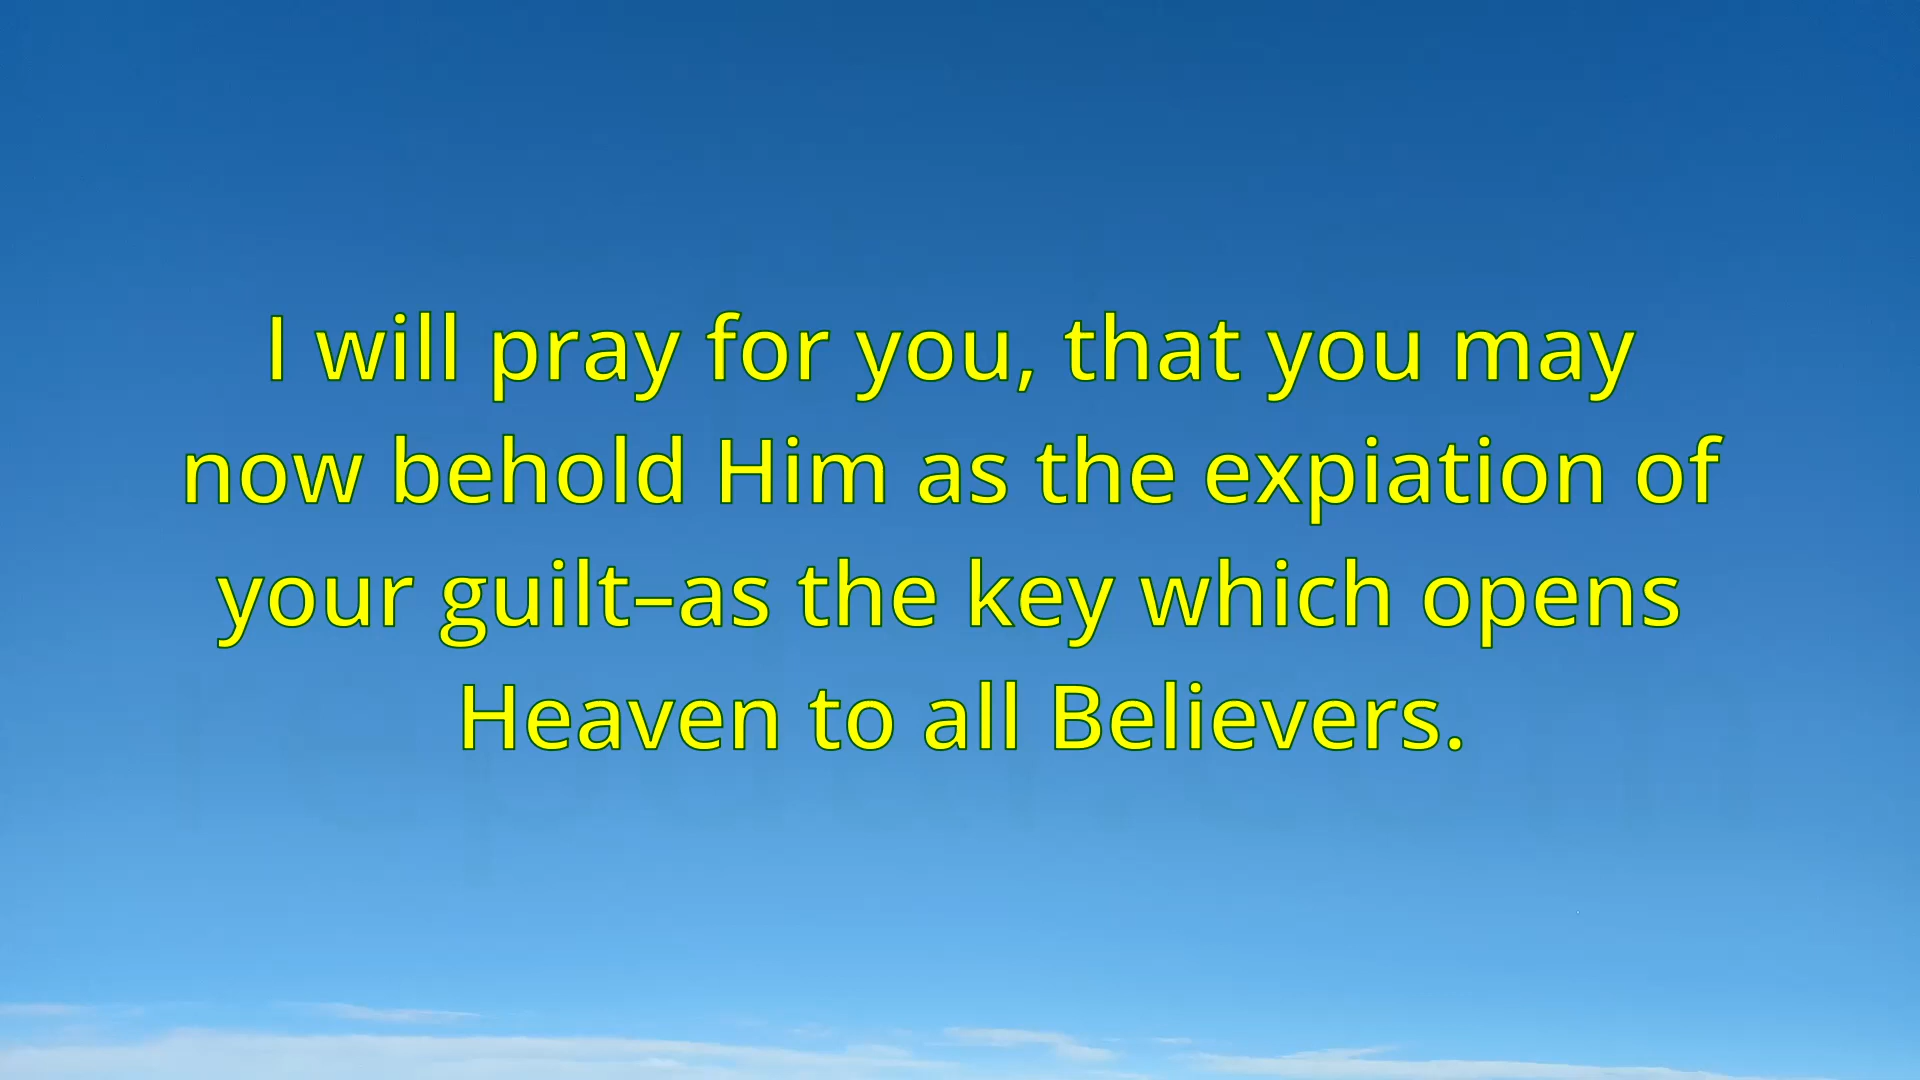 I will pray for you, that you may
now behold Him as the expiation of
your guilt–as the key which opens
Heaven to all Believers.